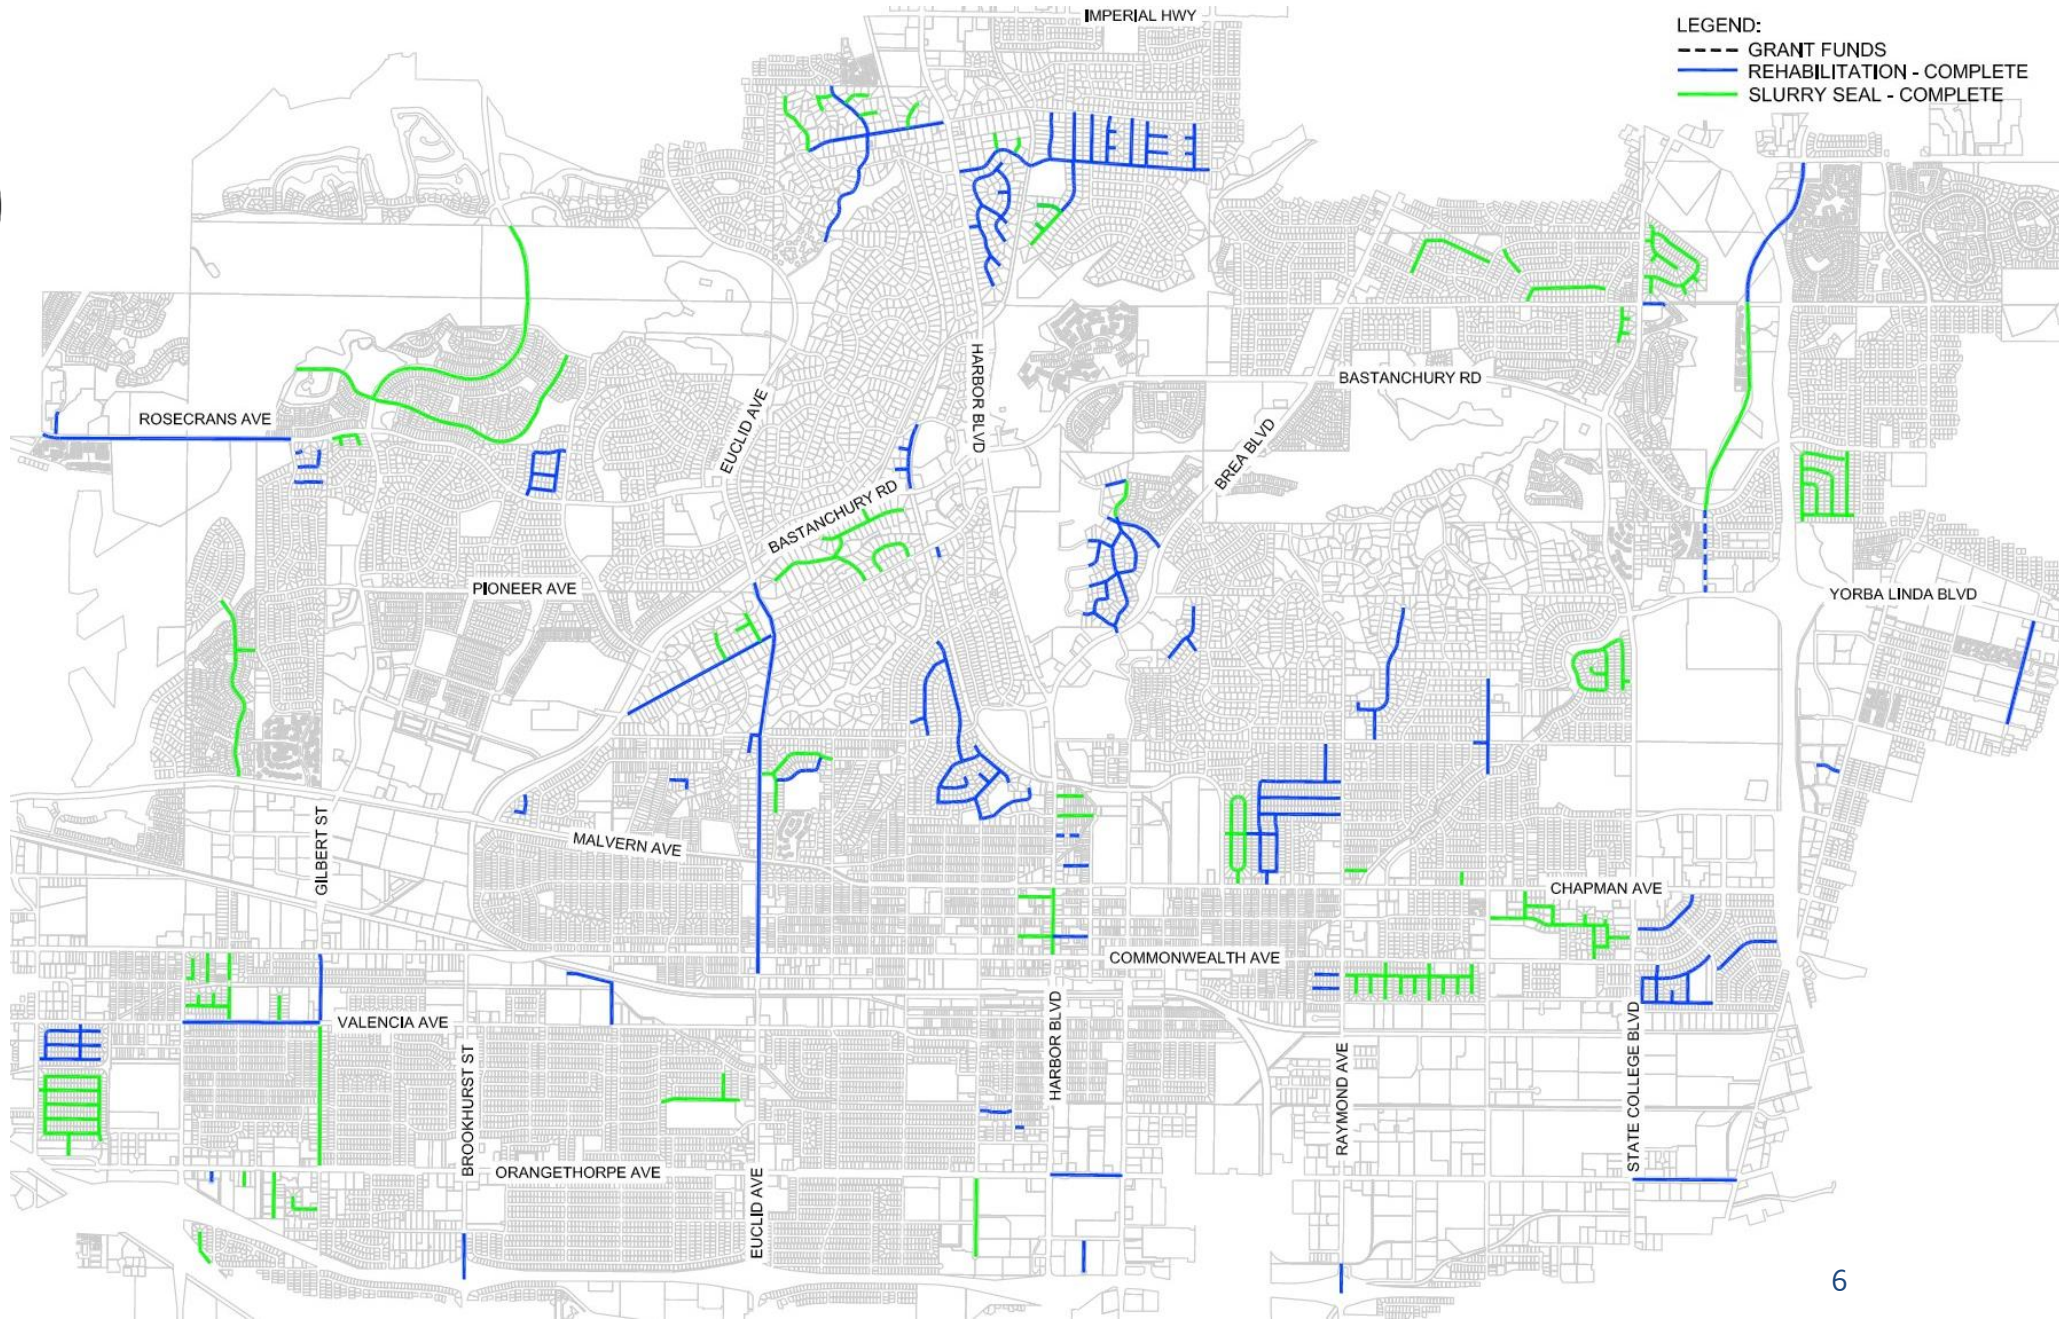 IMPERIAL HWY
LEGEND:
GRANT FUNDS
REHABILITATION - COMPLETE
SLURRY SEAL - COMPLETE
HARBOR BLVD
BASTANCHURY RD
ROSECRANS AVE
EUCLID AVE
BREA BLVD
BASTANCHURY RD
PIONEER AVE
YORBA LINDA BLVD
GILBERT ST
MALVERN AVE
CHAPMAN AVE
COMMONWEALTH AVE
VALENCIA AVE
BROOKHURST ST
HARBOR BLVD
RAYMOND AVE
STATE COLLEGE BLVD
ORANGETHORPE AVE
EUCLID AVE
6